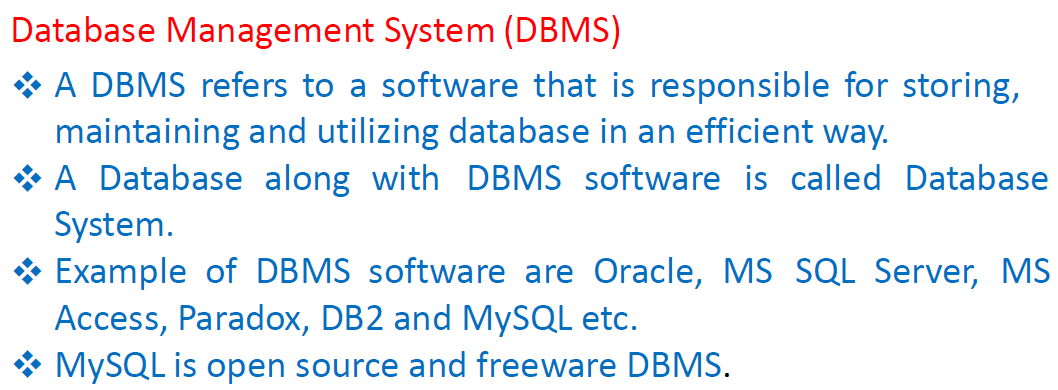 Database Management System (DBMS)
❖ A DBMS refers to a software that is responsible for storing,
maintaining and utilizing database in an efficient way.
❖ A Database along with DBMS software is called Database
System.
❖ Example of DBMS software are Oracle, MS SQL Server, MS
Access, Paradox, DB2 and MySQL etc.
❖ MySQL is open source and freeware DBMS.